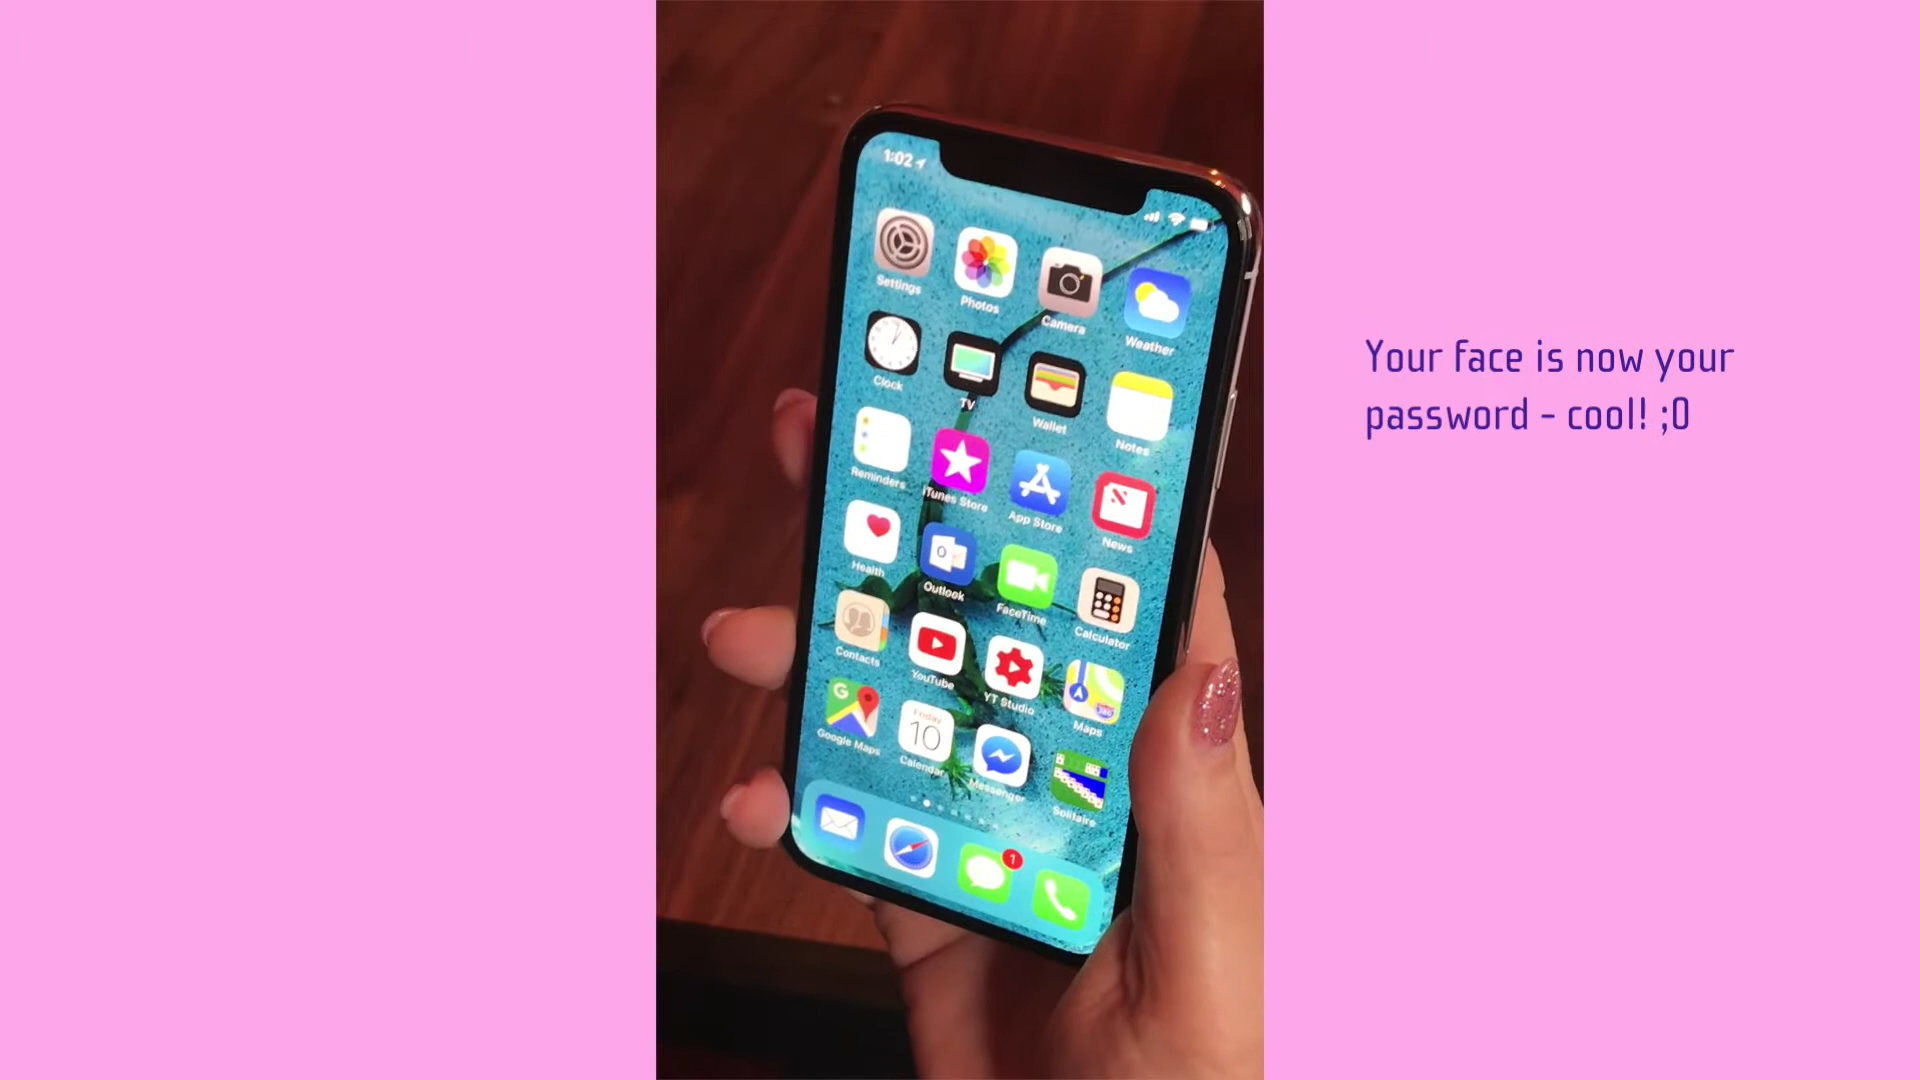 1:02
Settings
Photos
Camera
Weather
Clock
TV
Wallet
Notes
Reminders
iTunes Store
App Store
News
Health
Outlook
FaceTime
Calculator
Contacts
YouTube
YT Studio
Maps
Google Maps
Friday
10
Calendar
Messenger
Solitaire
1
Your face is now your
password - cool! ;O